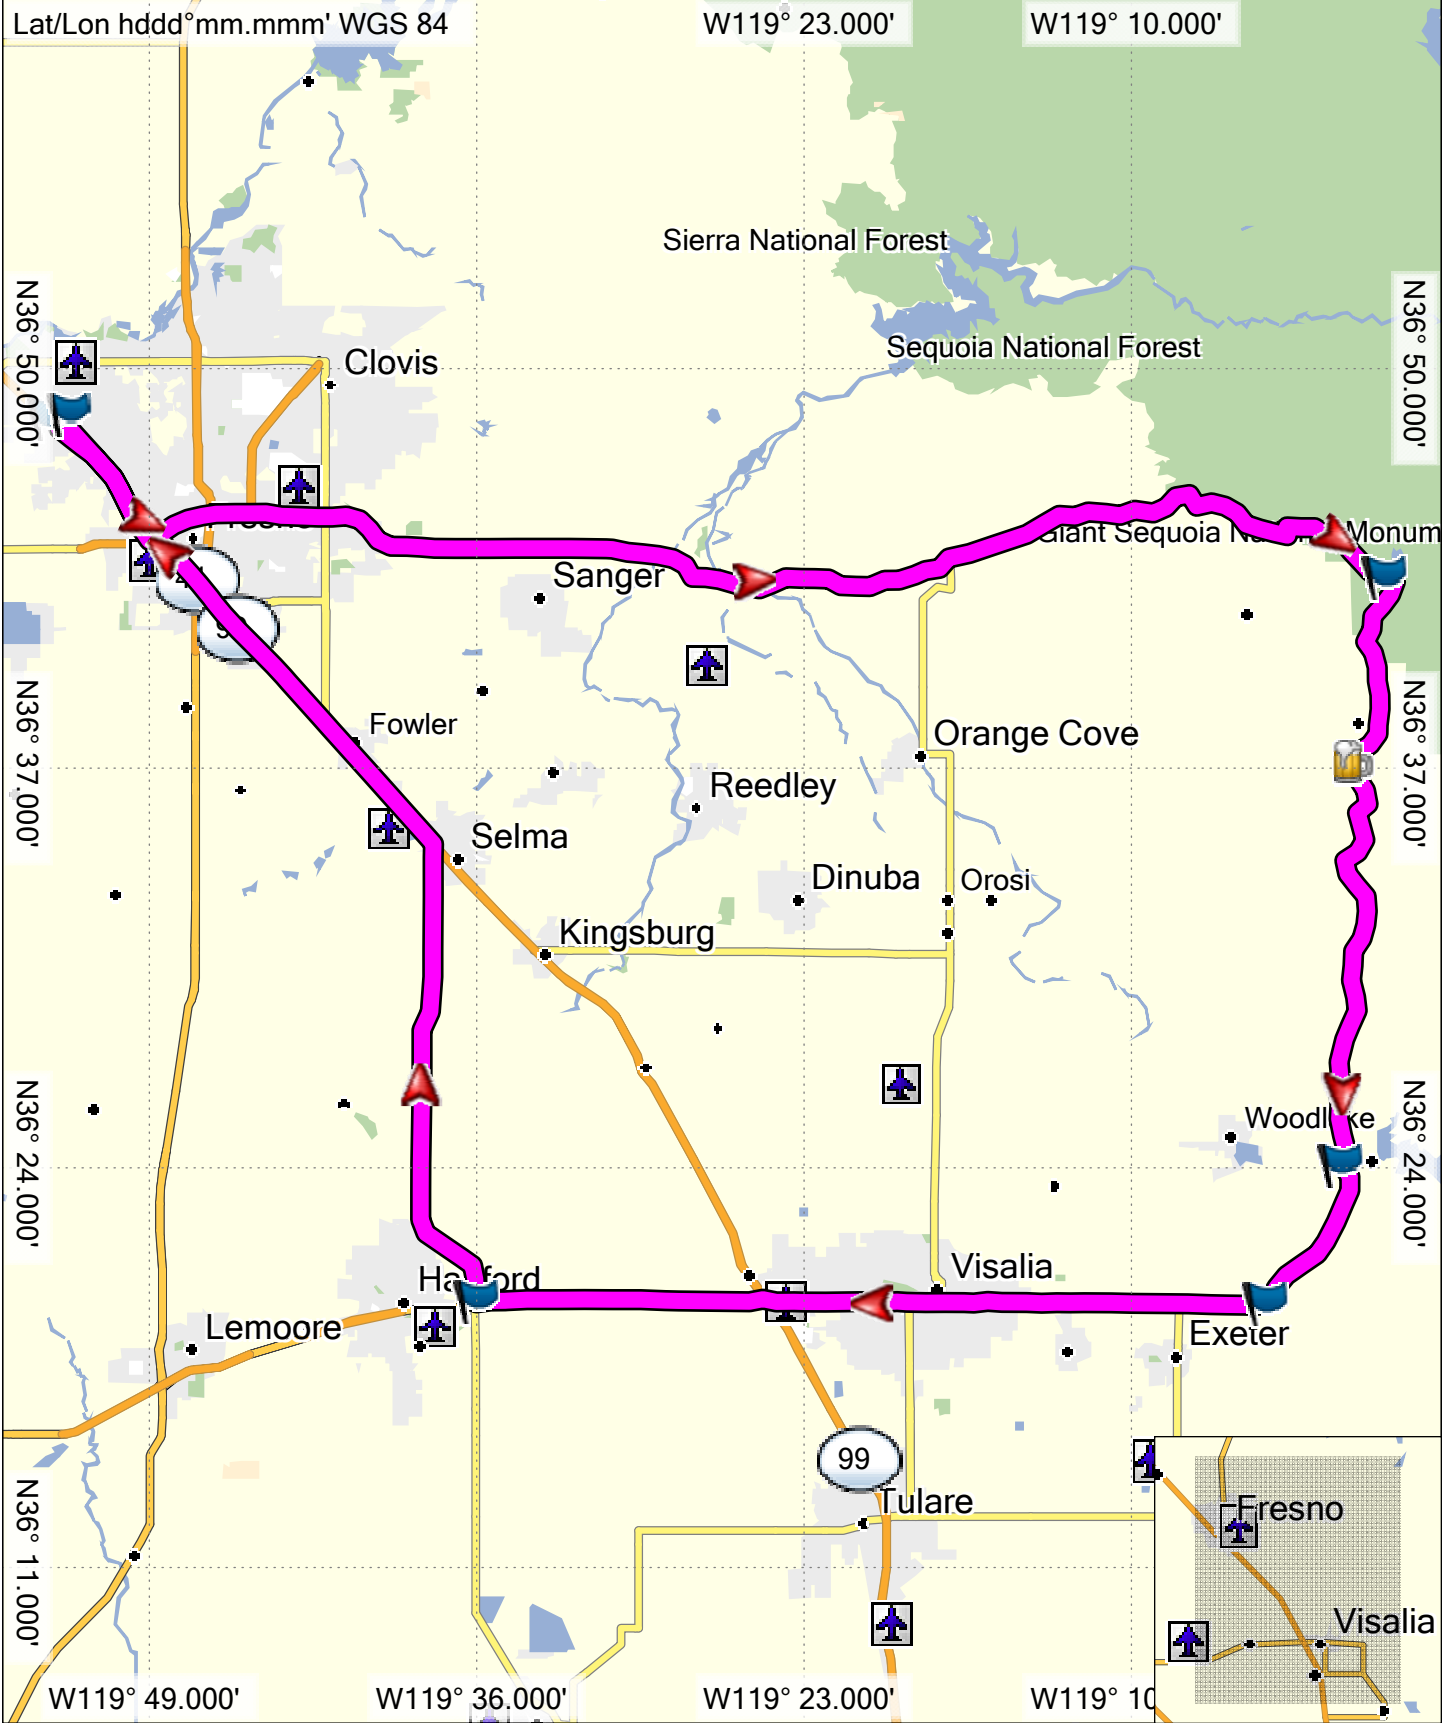 Lat/Lon hddd°mm.mmm' WGS 84
W119° 23.000'
W119° 10.000'
Sierra National Forest
N36° 50.000'
N36° 50.000'
Sequoia National Forest
Clovis
Monum
Sanger
Fowler
N36° 37.000'
N36° 37.000'
Orange Cove
Reedley
Selma
Dinuba
Orosi
Kingsburg
N36° 24.000'
N36° 24.000'
Visalia
Lemoore
Exeter
99
Tulare
N36° 11.000'
Fresno
Visalia
W119° 49.000'
W119° 36.000'
W119° 23.000'
W119° 10